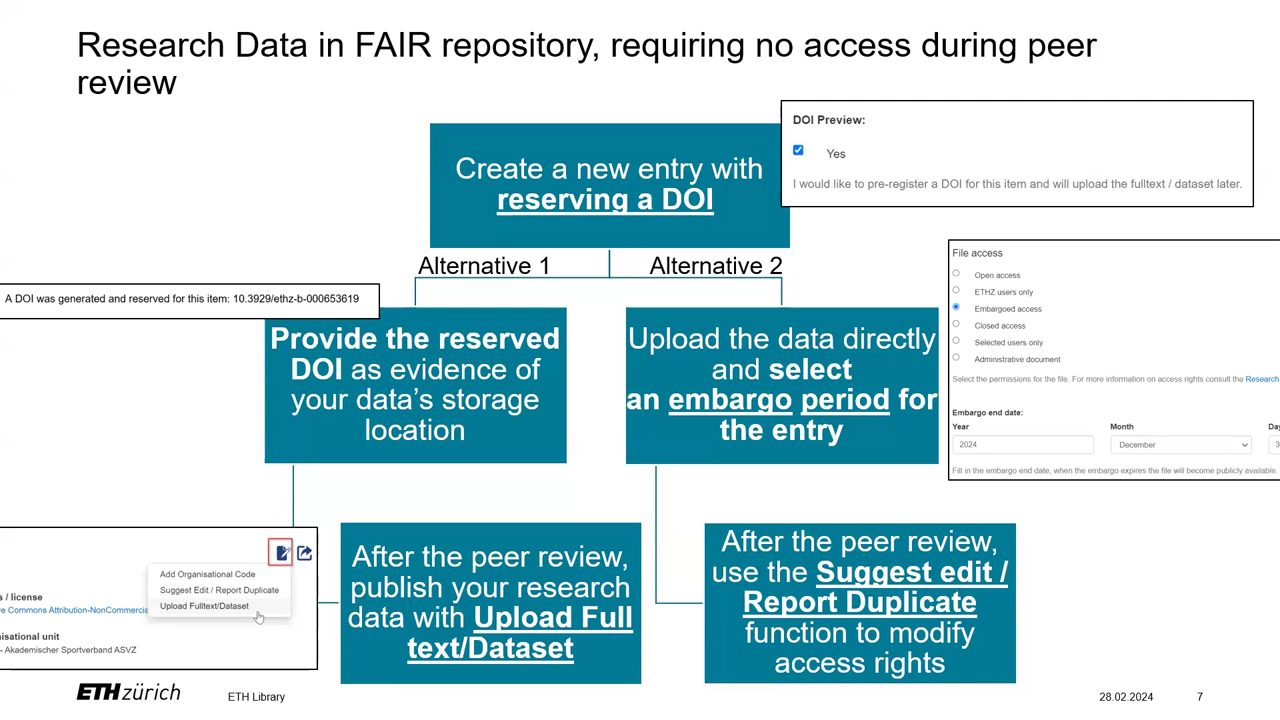 Research Data in FAIR repository, requiring no access during peer
review
DOI Preview:
Yes
I would like to pre-register a DOI for this item and will upload the fulltext / dataset later.
Create a new entry with
reserving a DOI
Alternative 1
Alternative 2
A DOI was generated and reserved for this item: 10.3929/ethz-b-000653619
Provide the reserved
DOI as evidence of
your data’s storage
location
Upload the data directly
and select
an embargo period for
the entry
File access
Open access
ETHZ users only
Embargoed access
Closed access
Selected users only
Administrative document
Select the permissions for the file. For more information on access rights consult the Research
Embargo end date:
Year
Month
2024
December
Fill in the embargo end date, when the embargo expires the file will become publicly available.
Add Organisational Code
Suggest Edit / Report Duplicate
Upload Fulltext/Dataset
s / license
ve Commons Attribution-NonCommercia
nisational unit
- Akademischer Sportverband ASVZ
After the peer review,
publish your research
data with Upload Full
text/Dataset
After the peer review,
use the Suggest edit /
Report Duplicate
function to modify
access rights
ETH zürich
ETH Library
28.02.2024
7